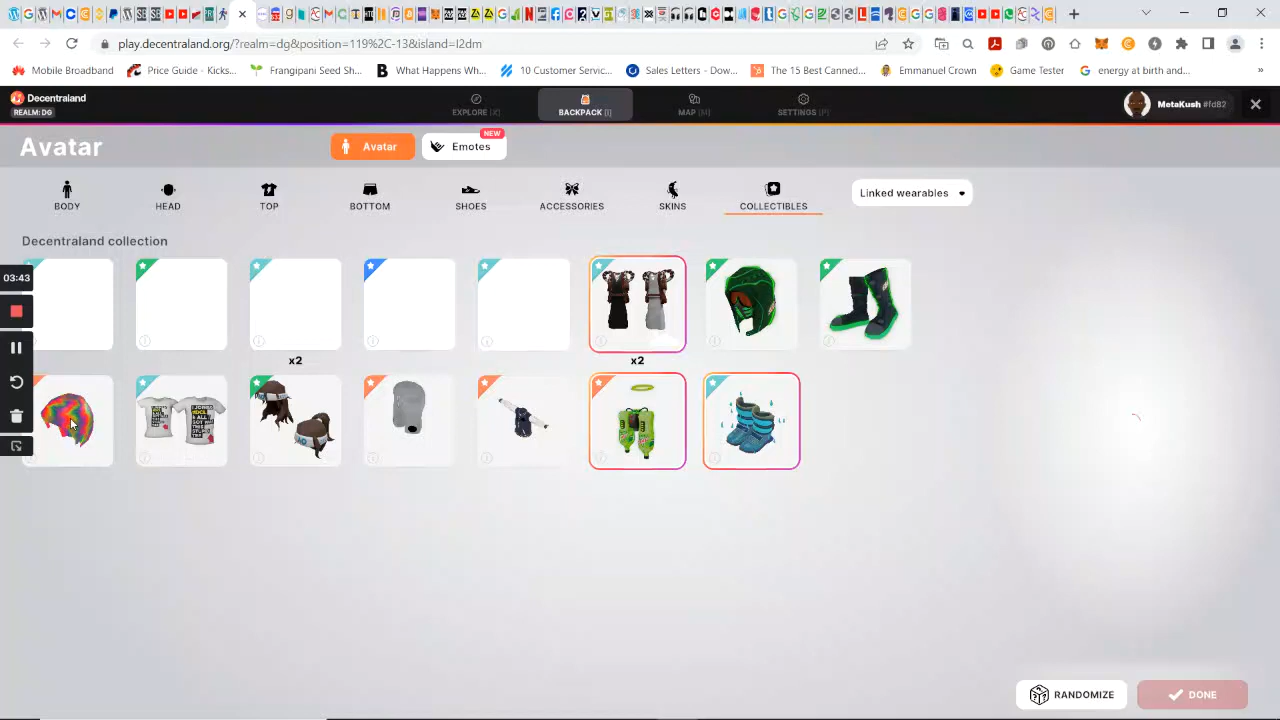 play.decentraland.org/?realm=dg&position=119%2C-13&island=I2dm
Mobile Broadband
Price Guide - Kicks...
Frangipani Seed Sh...
What Happens Wh...
10 Customer Servic...
Sales Letters - Dow...
The 15 Best Canned...
Emmanuel Crown
Game Tester
energy at birth and...
Decentraland
REALM: DG
EXPLORE [X]
BACKPACK [I]
MAP [M]
SETTINGS [P]
MetaKush #fd82
Avatar
Avatar
Emotes
NEW
BODY
HEAD
TOP
BOTTOM
SHOES
ACCESSORIES
SKINS
COLLECTIBLES
Linked wearables
Decentraland collection
03:43
x2
x2
RANDOMIZE
DONE